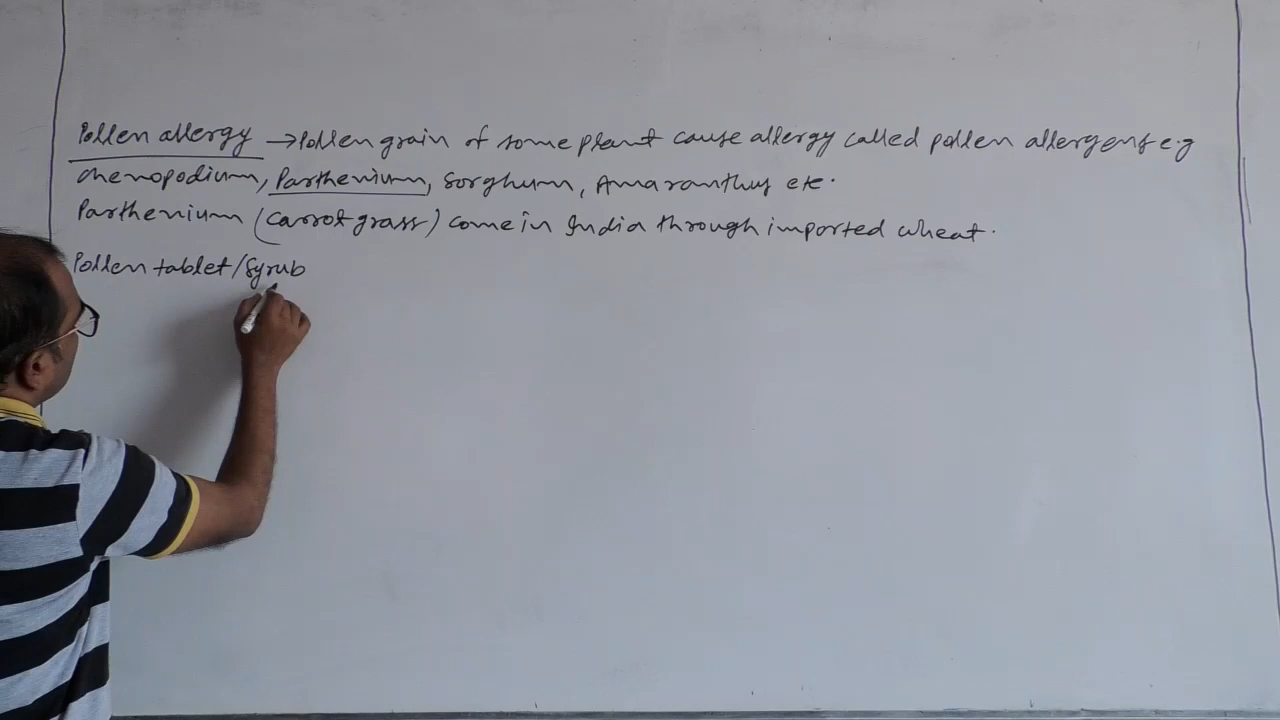 Pollen allergy → Pollen grain of some plant cause allergy called pollen allergens e.g
chenopodium, Parthenium, Sorghum, Amaranthus etc.
Parthenium (carrot grass) come in India through imported wheat.
Pollen tablet/Syrub